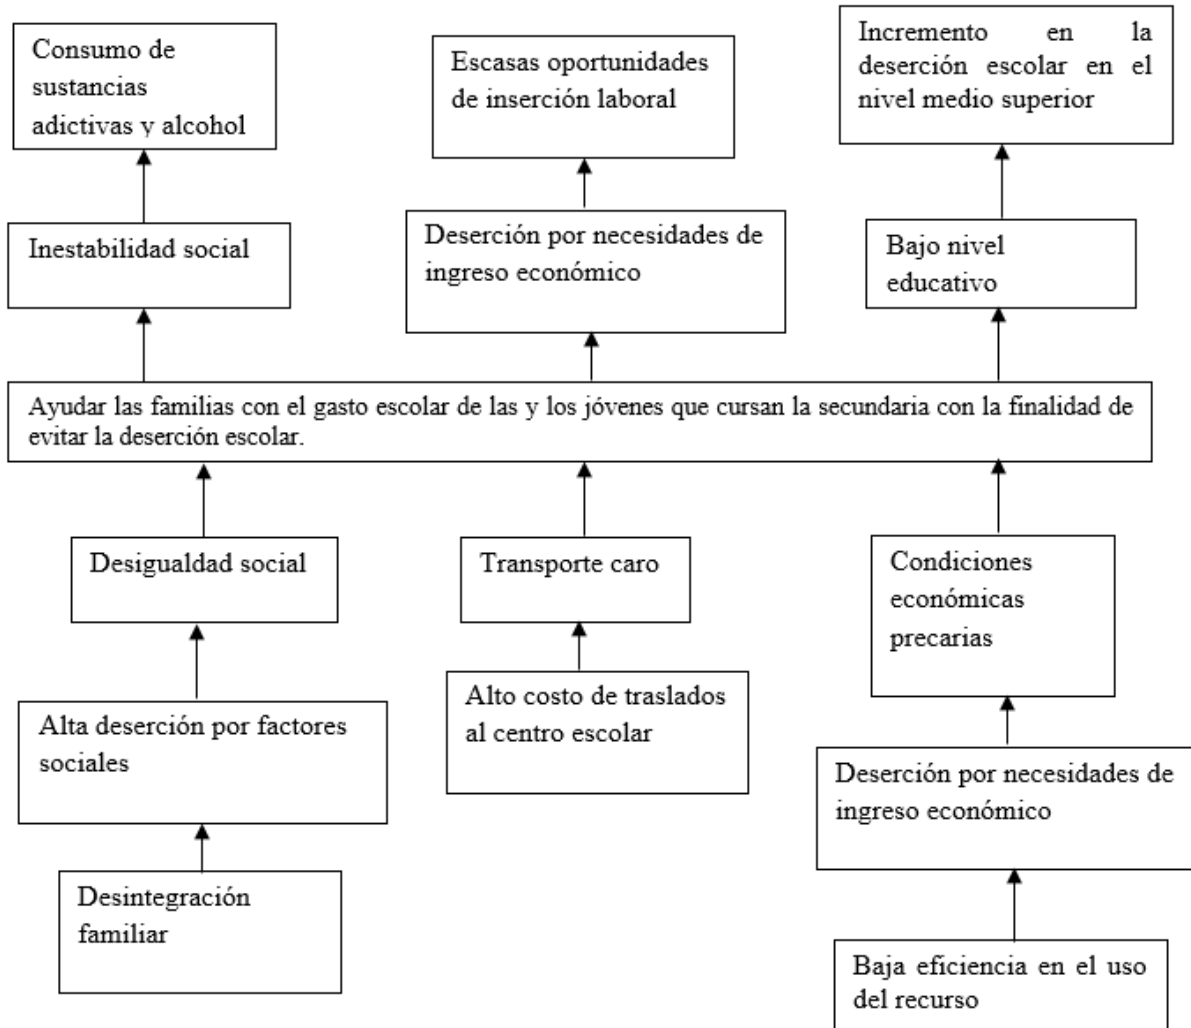 Consumo de
sustancias
adictivas y alcohol
Escasas oportunidades
de inserción laboral
Incremento en la
deserción escolar en el
nivel medio superior
Inestabilidad social
Deserción por necesidades de
ingreso económico
Bajo nivel
educativo
Ayudar las familias con el gasto escolar de las y los jóvenes que cursan la secundaria con la finalidad de
evitar la deserción escolar.
Desigualdad social
Transporte caro
Condiciones
económicas
precarias
Alta deserción por factores
sociales
Alto costo de traslados
al centro escolar
Deserción por necesidades de
ingreso económico
Desintegración
familiar
Baja eficiencia en el uso
del recurso